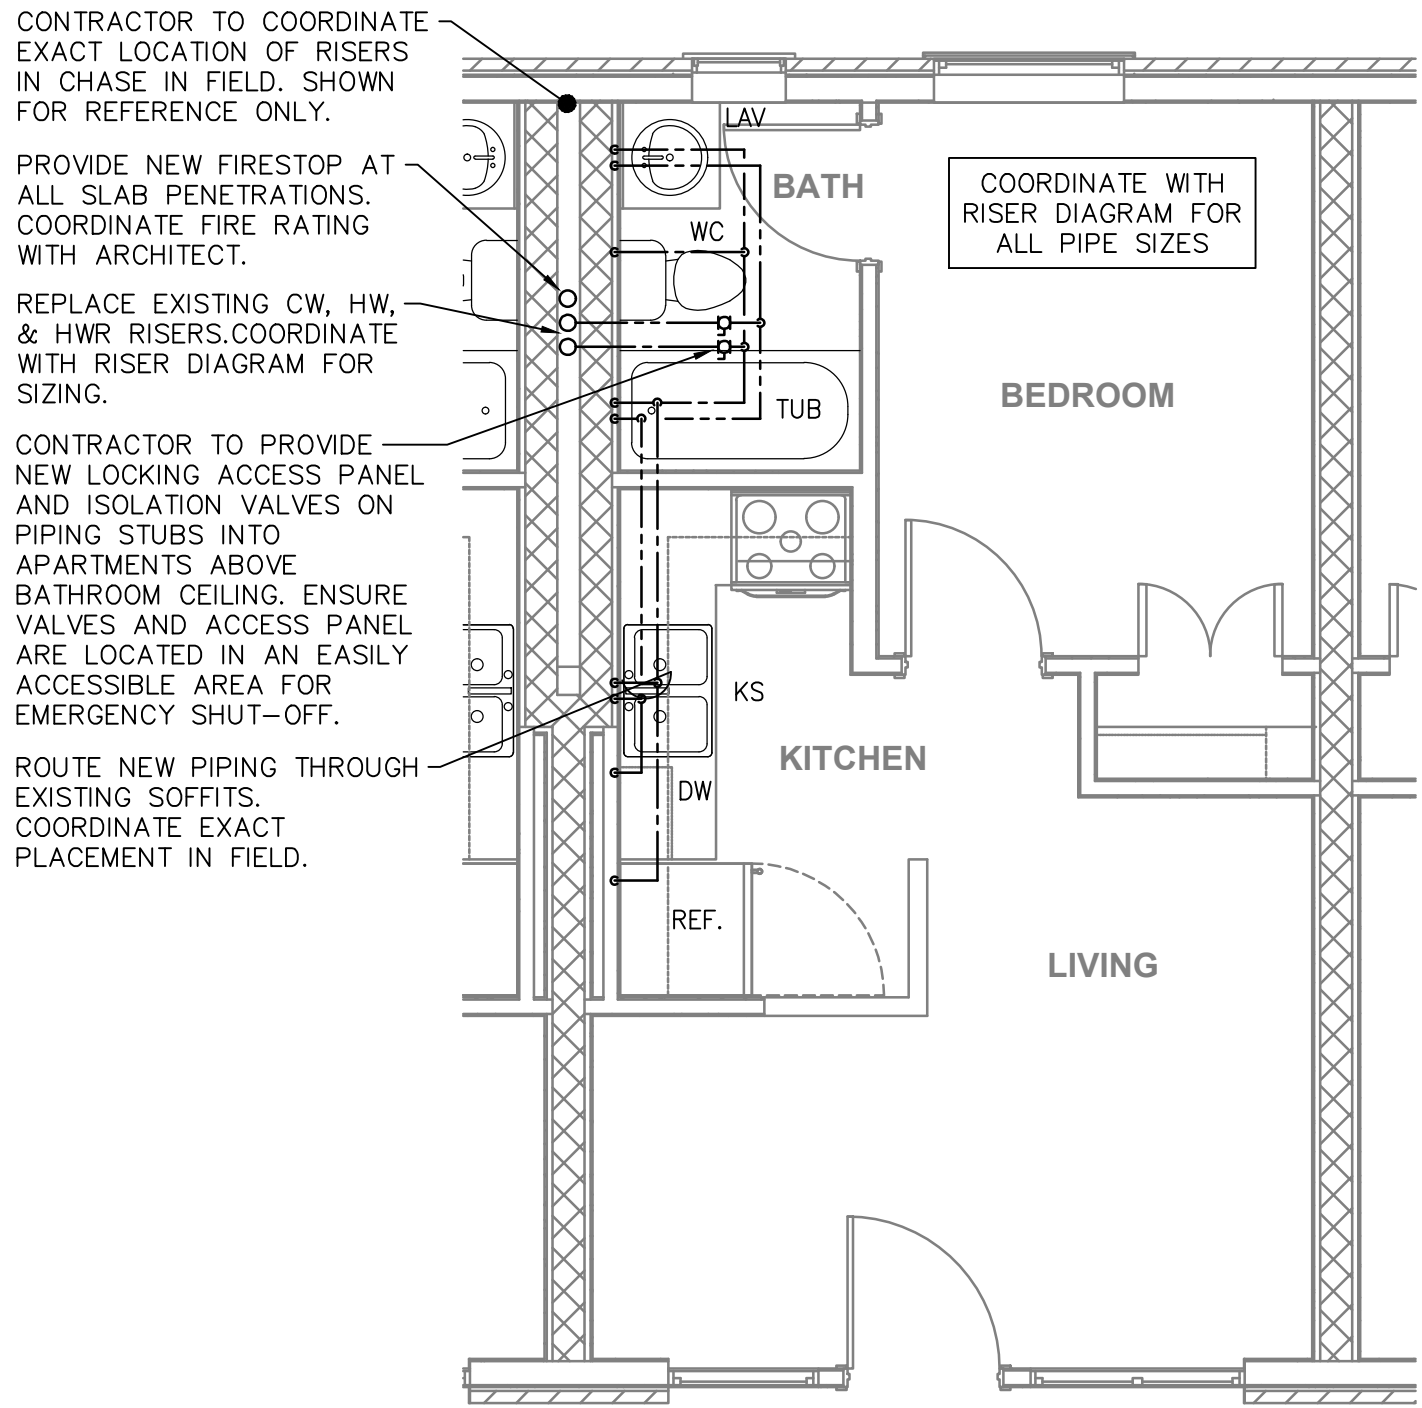 CONTRACTOR TO COORDINATE
EXACT LOCATION OF RISERS
IN CHASE IN FIELD. SHOWN
FOR REFERENCE ONLY.
PROVIDE NEW FIRESTOP AT
ALL SLAB PENETRATIONS.
COORDINATE FIRE RATING
WITH ARCHITECT.
REPLACE EXISTING CW, HW,
& HWR RISERS.COORDINATE
WITH RISER DIAGRAM FOR
SIZING.
CONTRACTOR TO PROVIDE
NEW LOCKING ACCESS PANEL
AND ISOLATION VALVES ON
PIPING STUBS INTO
APARTMENTS ABOVE
BATHROOM CEILING. ENSURE
VALVES AND ACCESS PANEL
ARE LOCATED IN AN EASILY
ACCESSIBLE AREA FOR
EMERGENCY SHUT-OFF.
ROUTE NEW PIPING THROUGH
EXISTING SOFFITS.
COORDINATE EXACT
PLACEMENT IN FIELD.
LAV
BATH
WC
TUB
COORDINATE WITH
RISER DIAGRAM FOR
ALL PIPE SIZES
BEDROOM
KS
KITCHEN
DW
REF.
LIVING